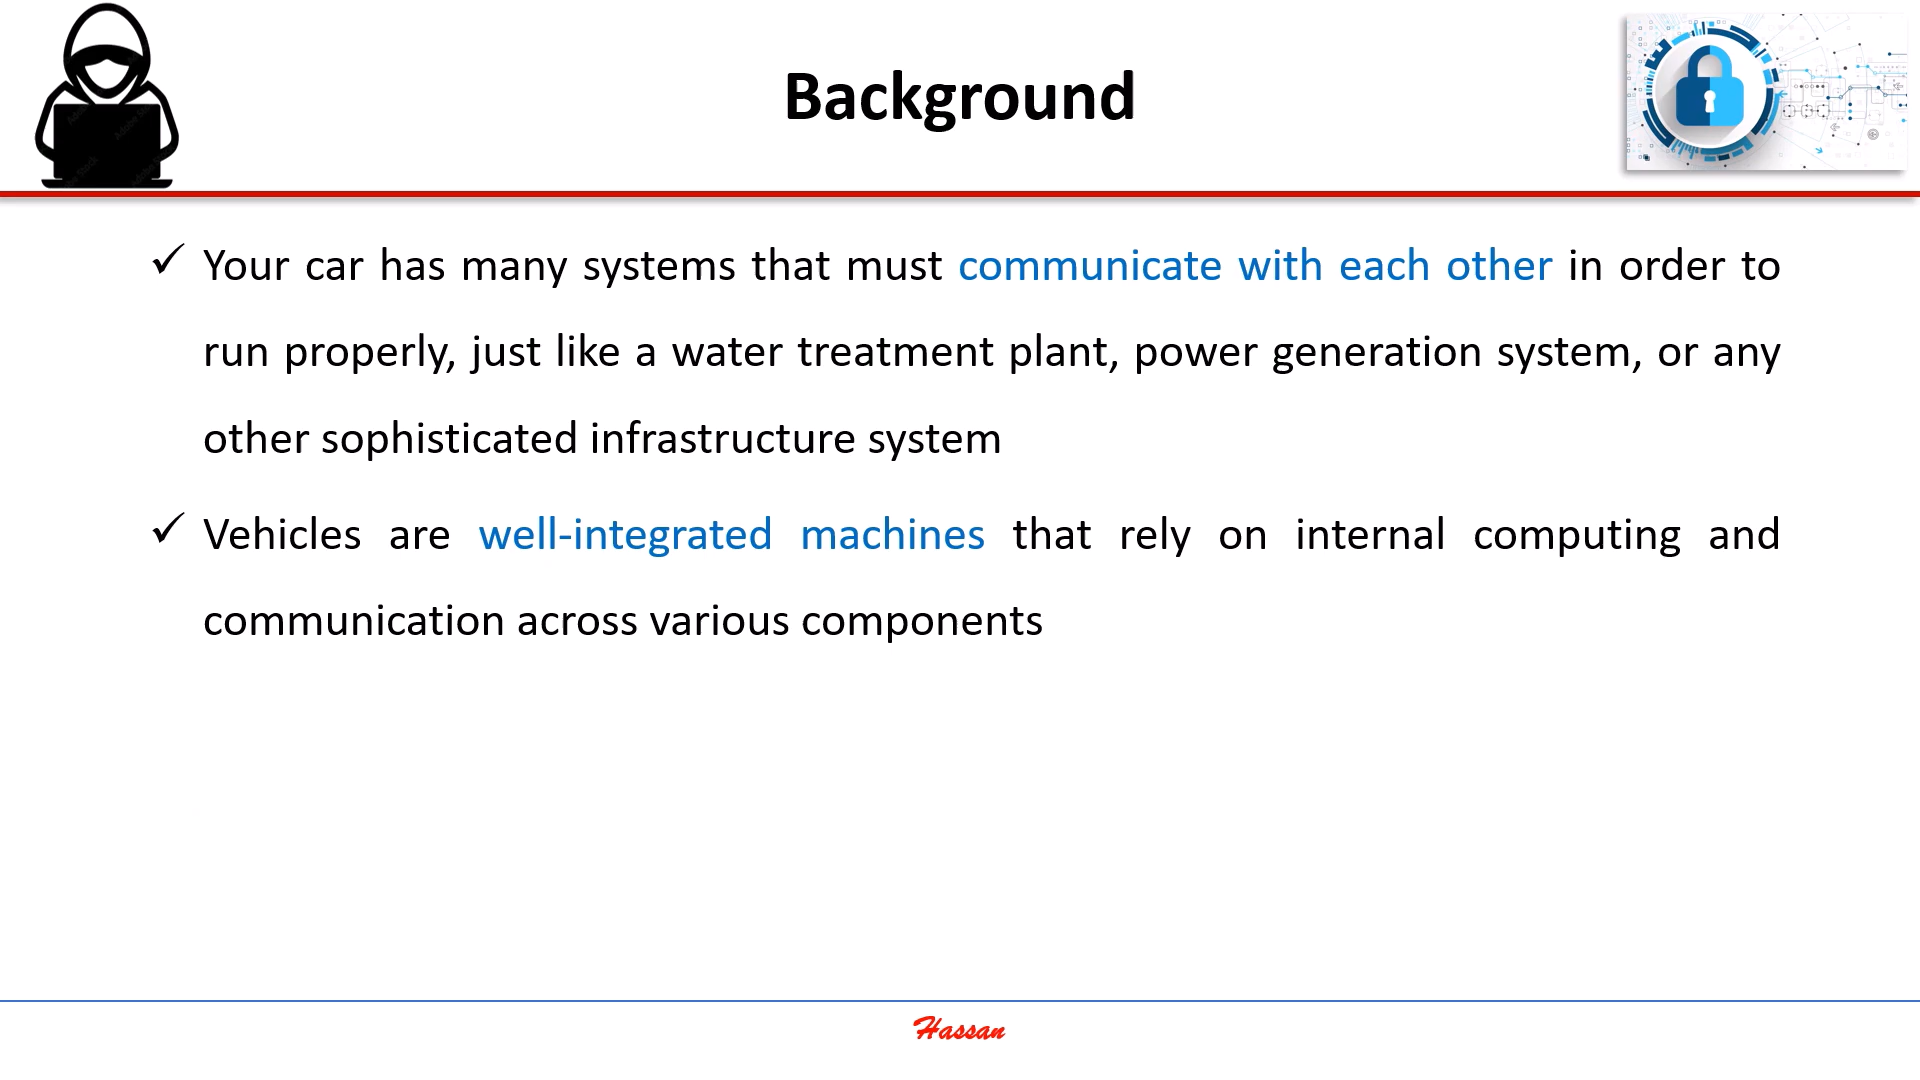 Background
✓ Your car has many systems that must communicate with each other in order to
run properly, just like a water treatment plant, power generation system, or any
other sophisticated infrastructure system
✓ Vehicles are well-integrated machines that rely on internal computing and
communication across various components
Hassan